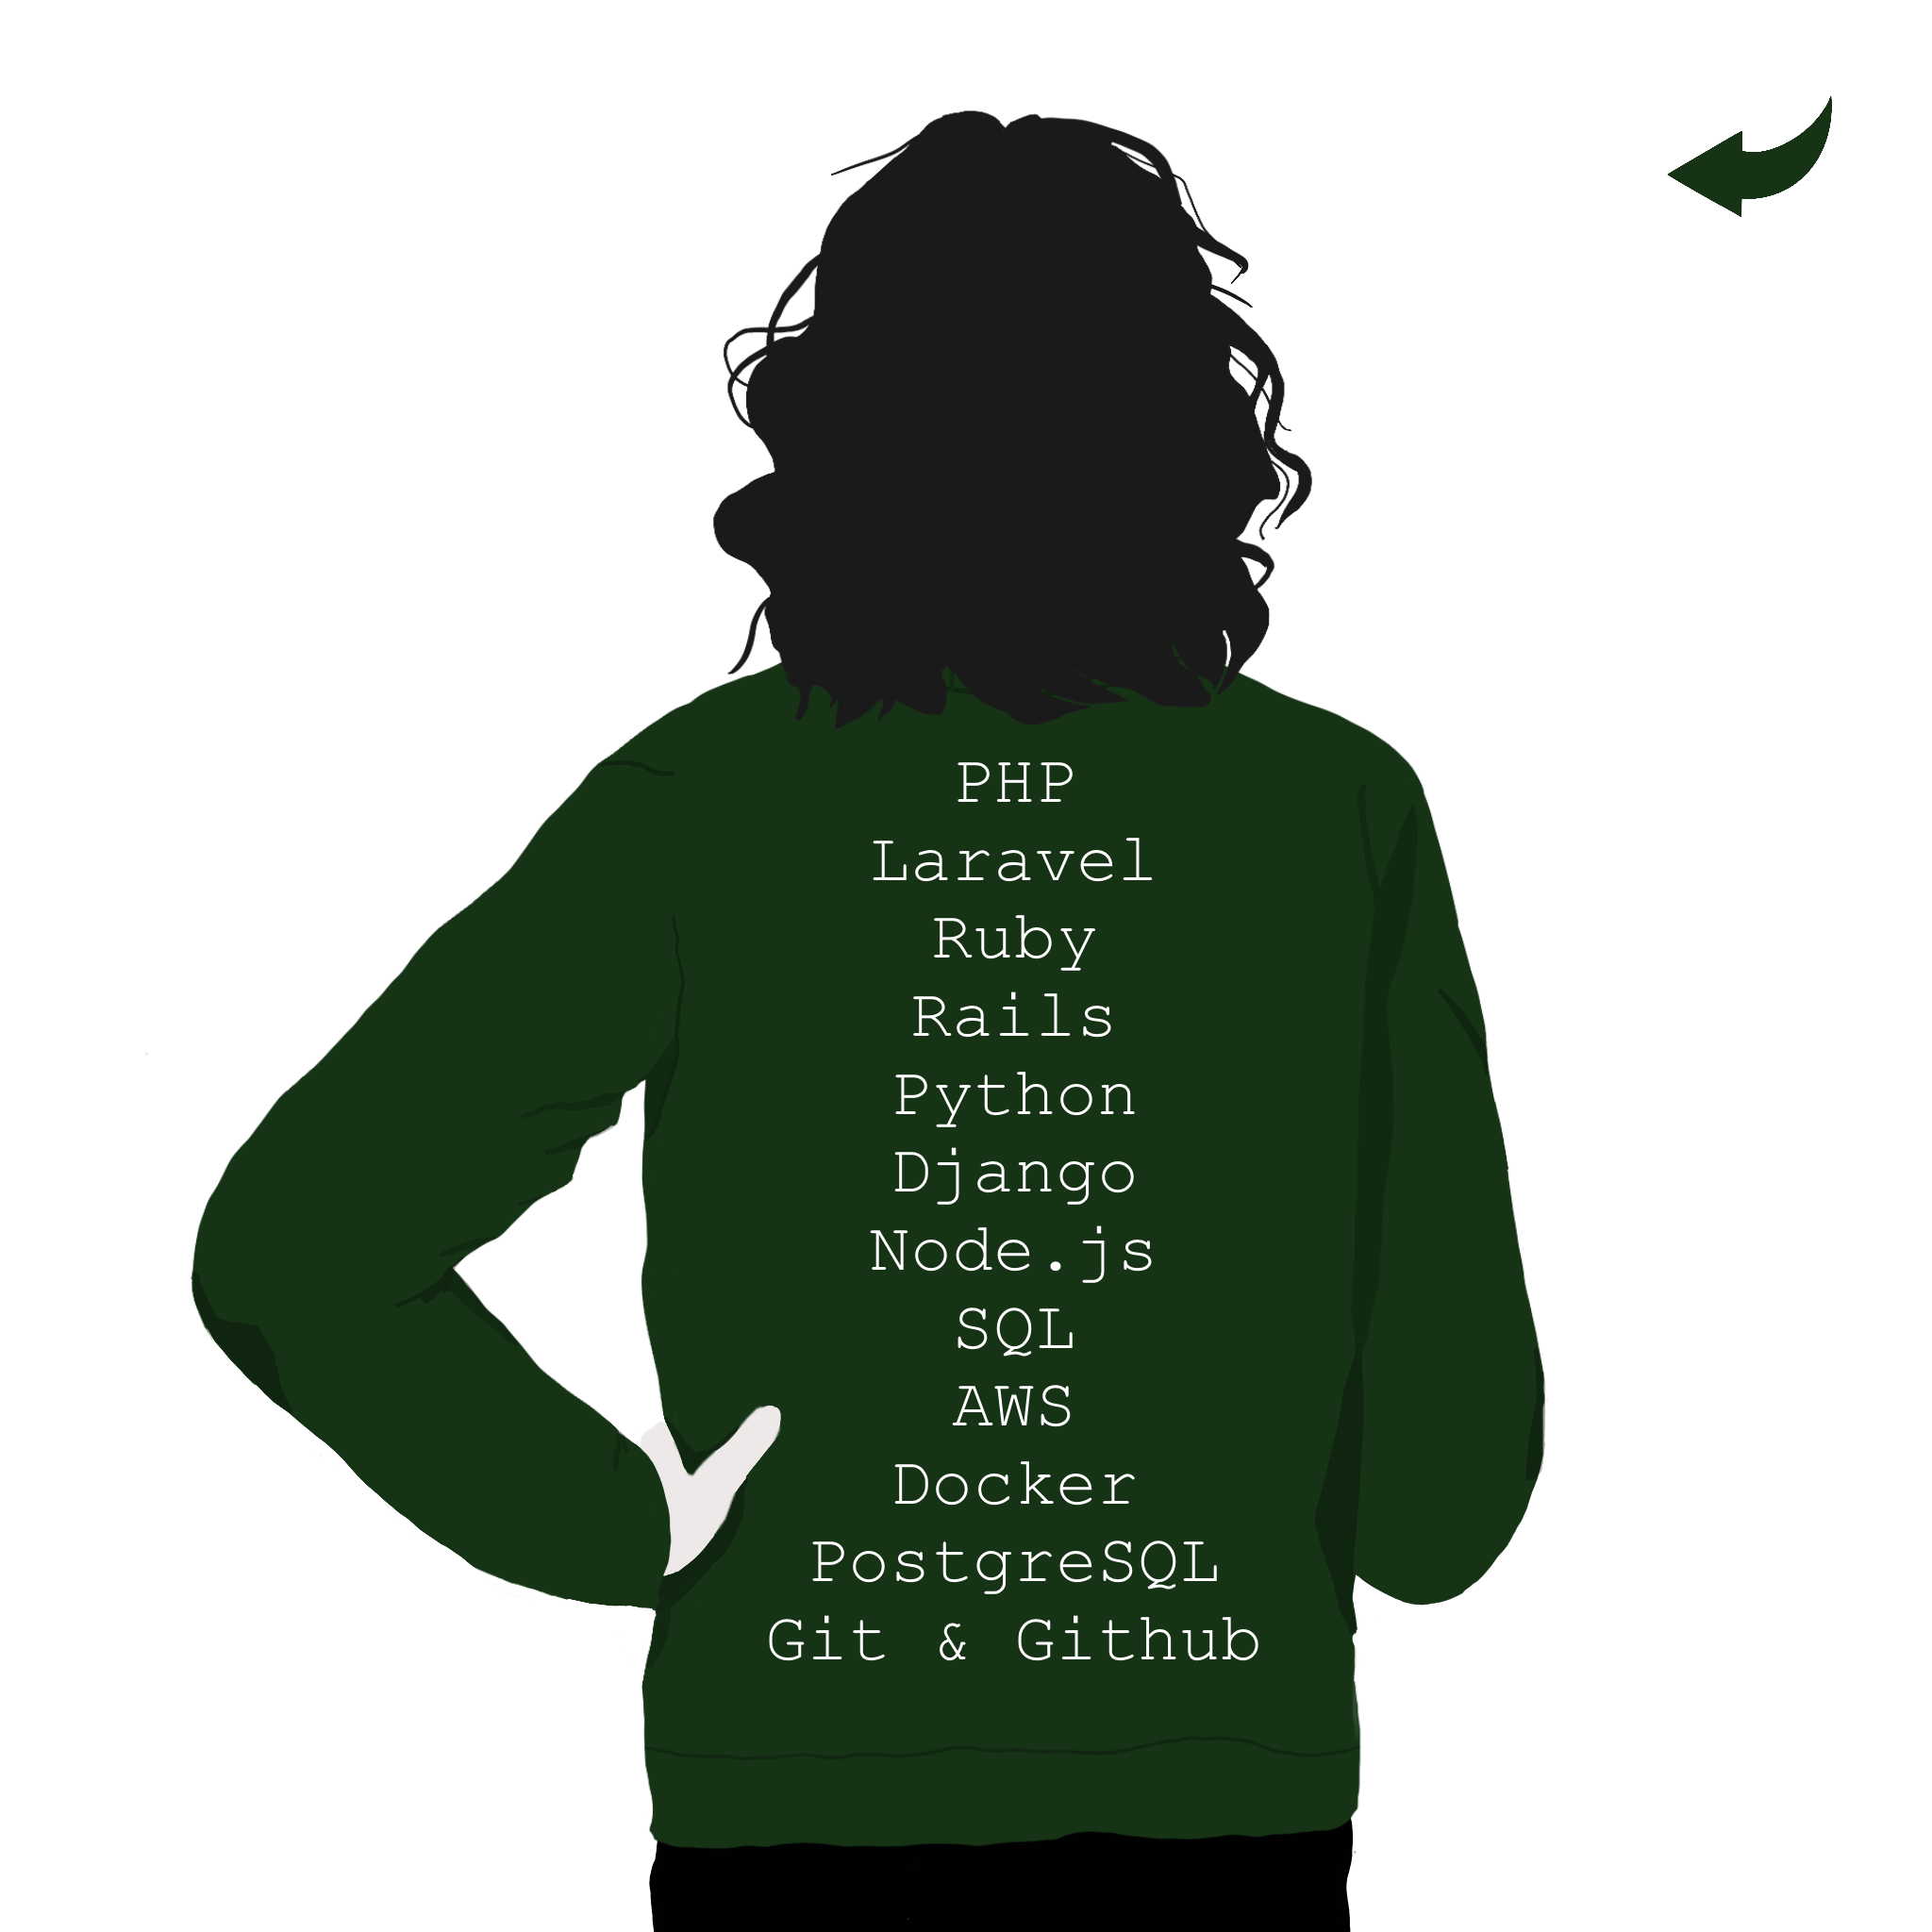 PHP
Laravel
Ruby
Rails
Python
Django
Node.js
SQL
AWS
Docker
PostgreSQL
Git & Github